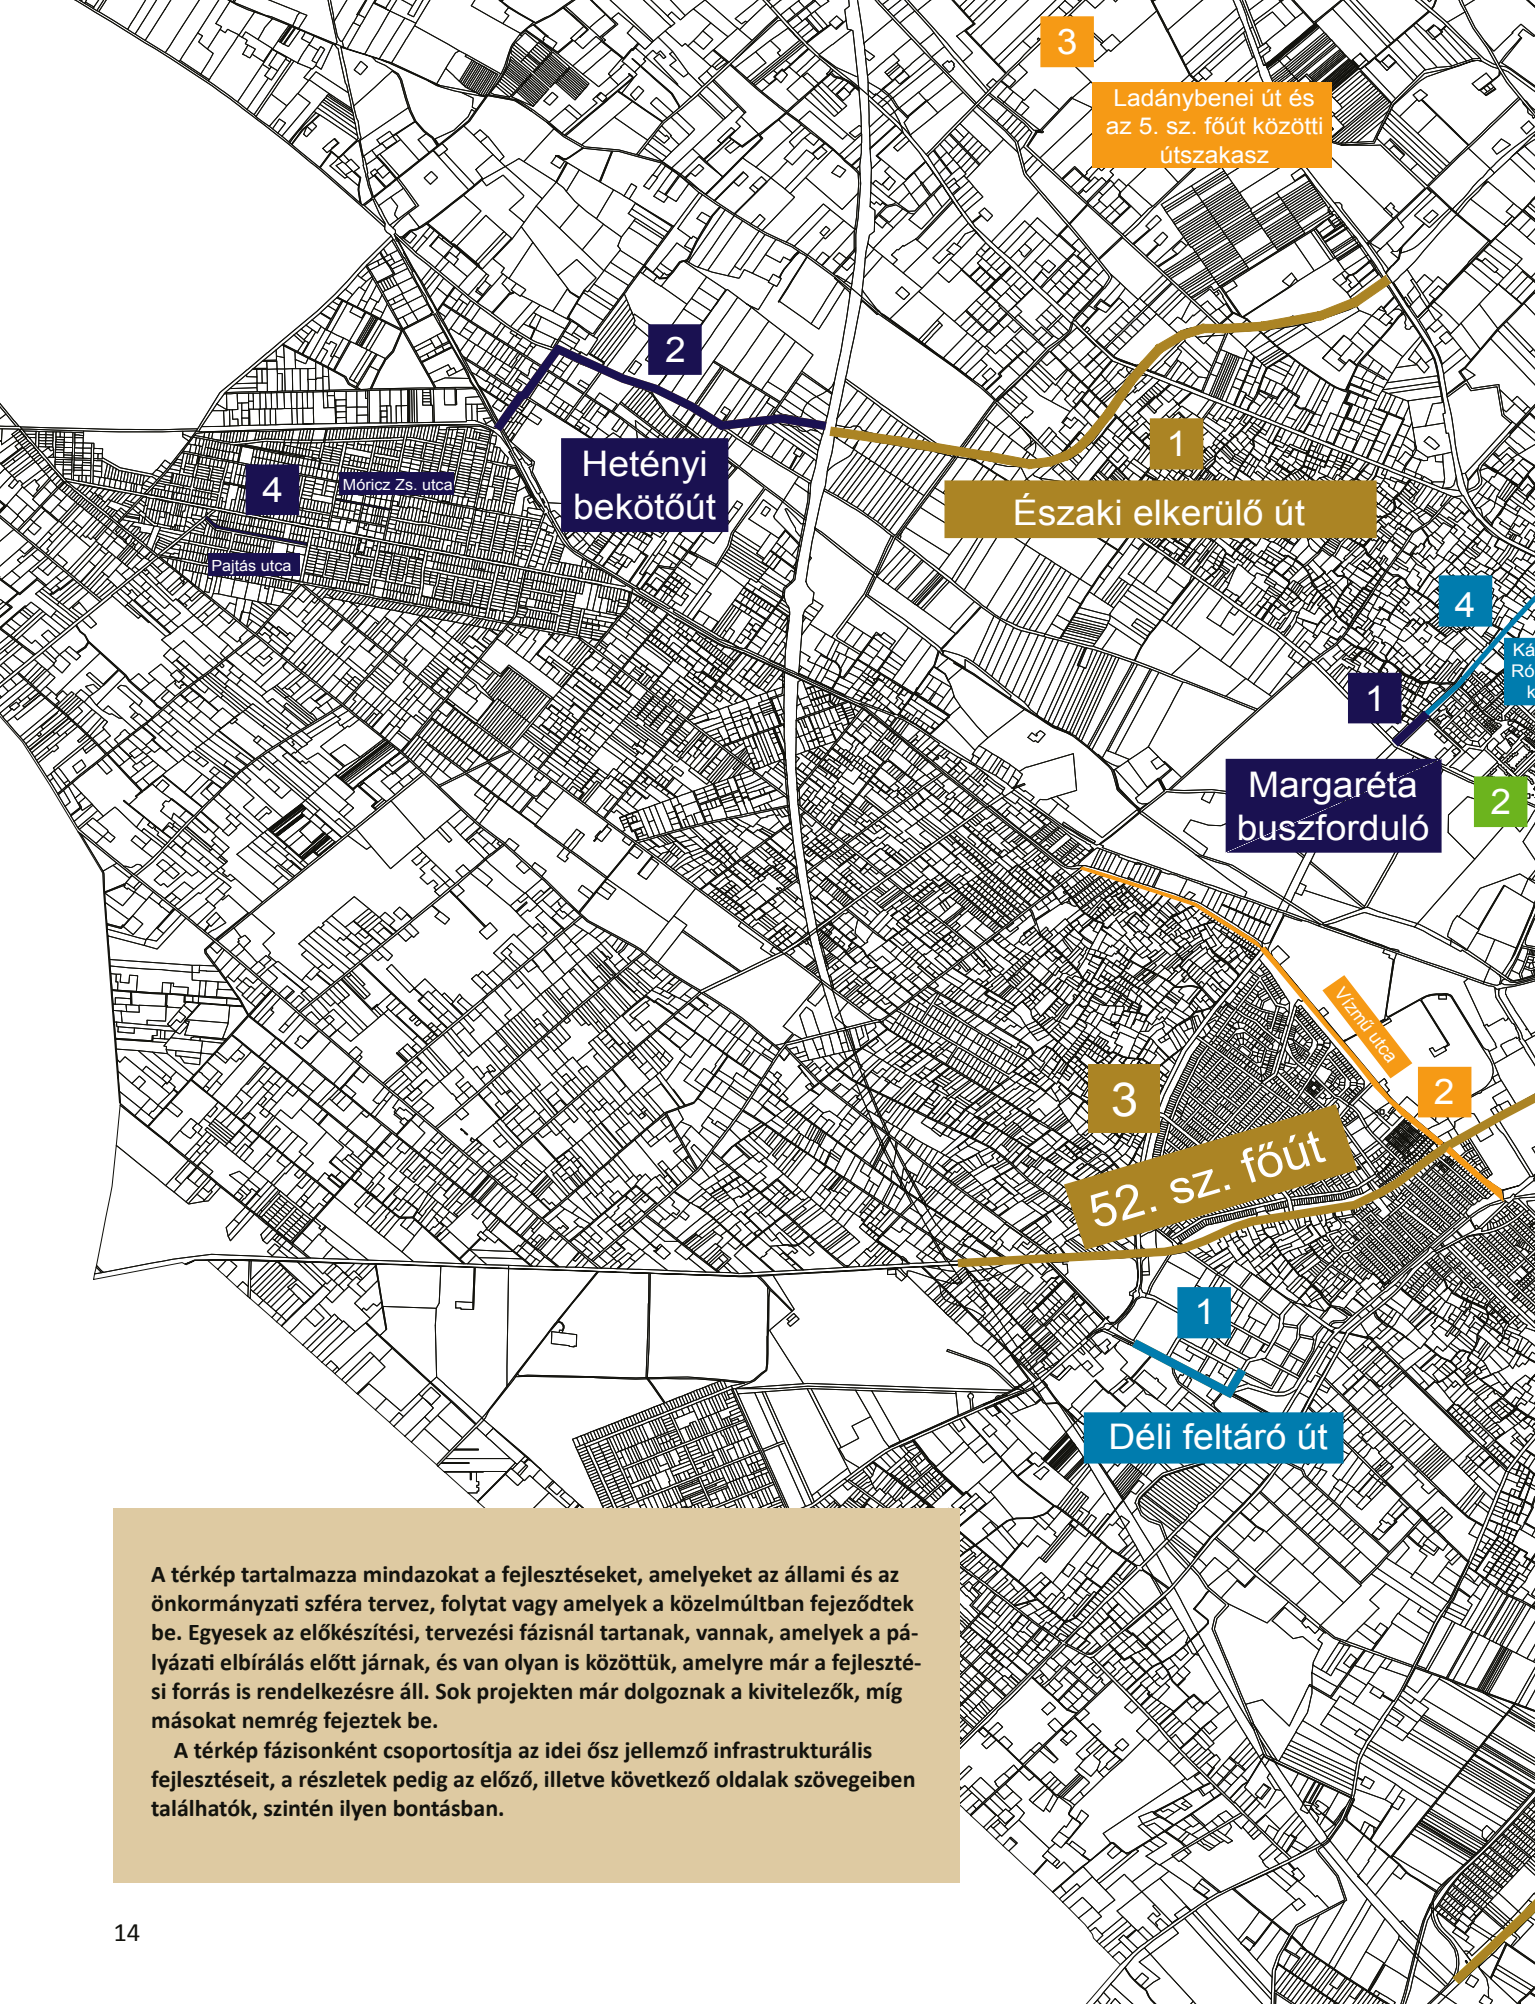 3
Ladánybenei út és
az 5. sz. főút közötti
útszakasz
2
Hetényi
bekötőút
1
Északi elkerülő út
4
Móricz Zs. utca
Pajtás utca
4
Ká
Ró
k
1
Margaréta
buszforduló
2
Vízmű utca
2
3
52. sz. főút
1
Déli feltáró út
A térkép tartalmazza mindazokat a fejlesztéseket, amelyeket az állami és az
önkormányzati szféra tervez, folytat vagy amelyek a közelmúltban fejeződtek
be. Egyesek az előkészítési, tervezési fázisnál tartanak, vannak, amelyek a pá-
lyázati elbírálás előtt járnak, és van olyan is közöttük, amelyre már a fejleszté-
si forrás is rendelkezésre áll. Sok projekten már dolgoznak a kivitelezők, míg
másokat nemrég fejeztek be.
A térkép fázisonként csoportosítja az idei ősz jellemző infrastrukturális
fejlesztéseit, a részletek pedig az előző, illetve következő oldalak szövegeiben
találhatók, szintén ilyen bontásban.
14